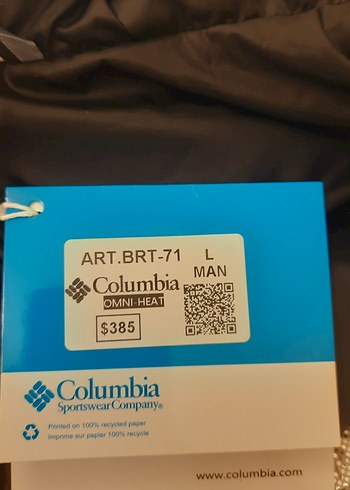 ART.BRT-71 L
MAN
Columbia
OMNI-HEAT
$385
Columbia
Sportswear Company®
Printed on 100% recycled paper
Imprimé sur papier 100% recyclé
www.columbia.com